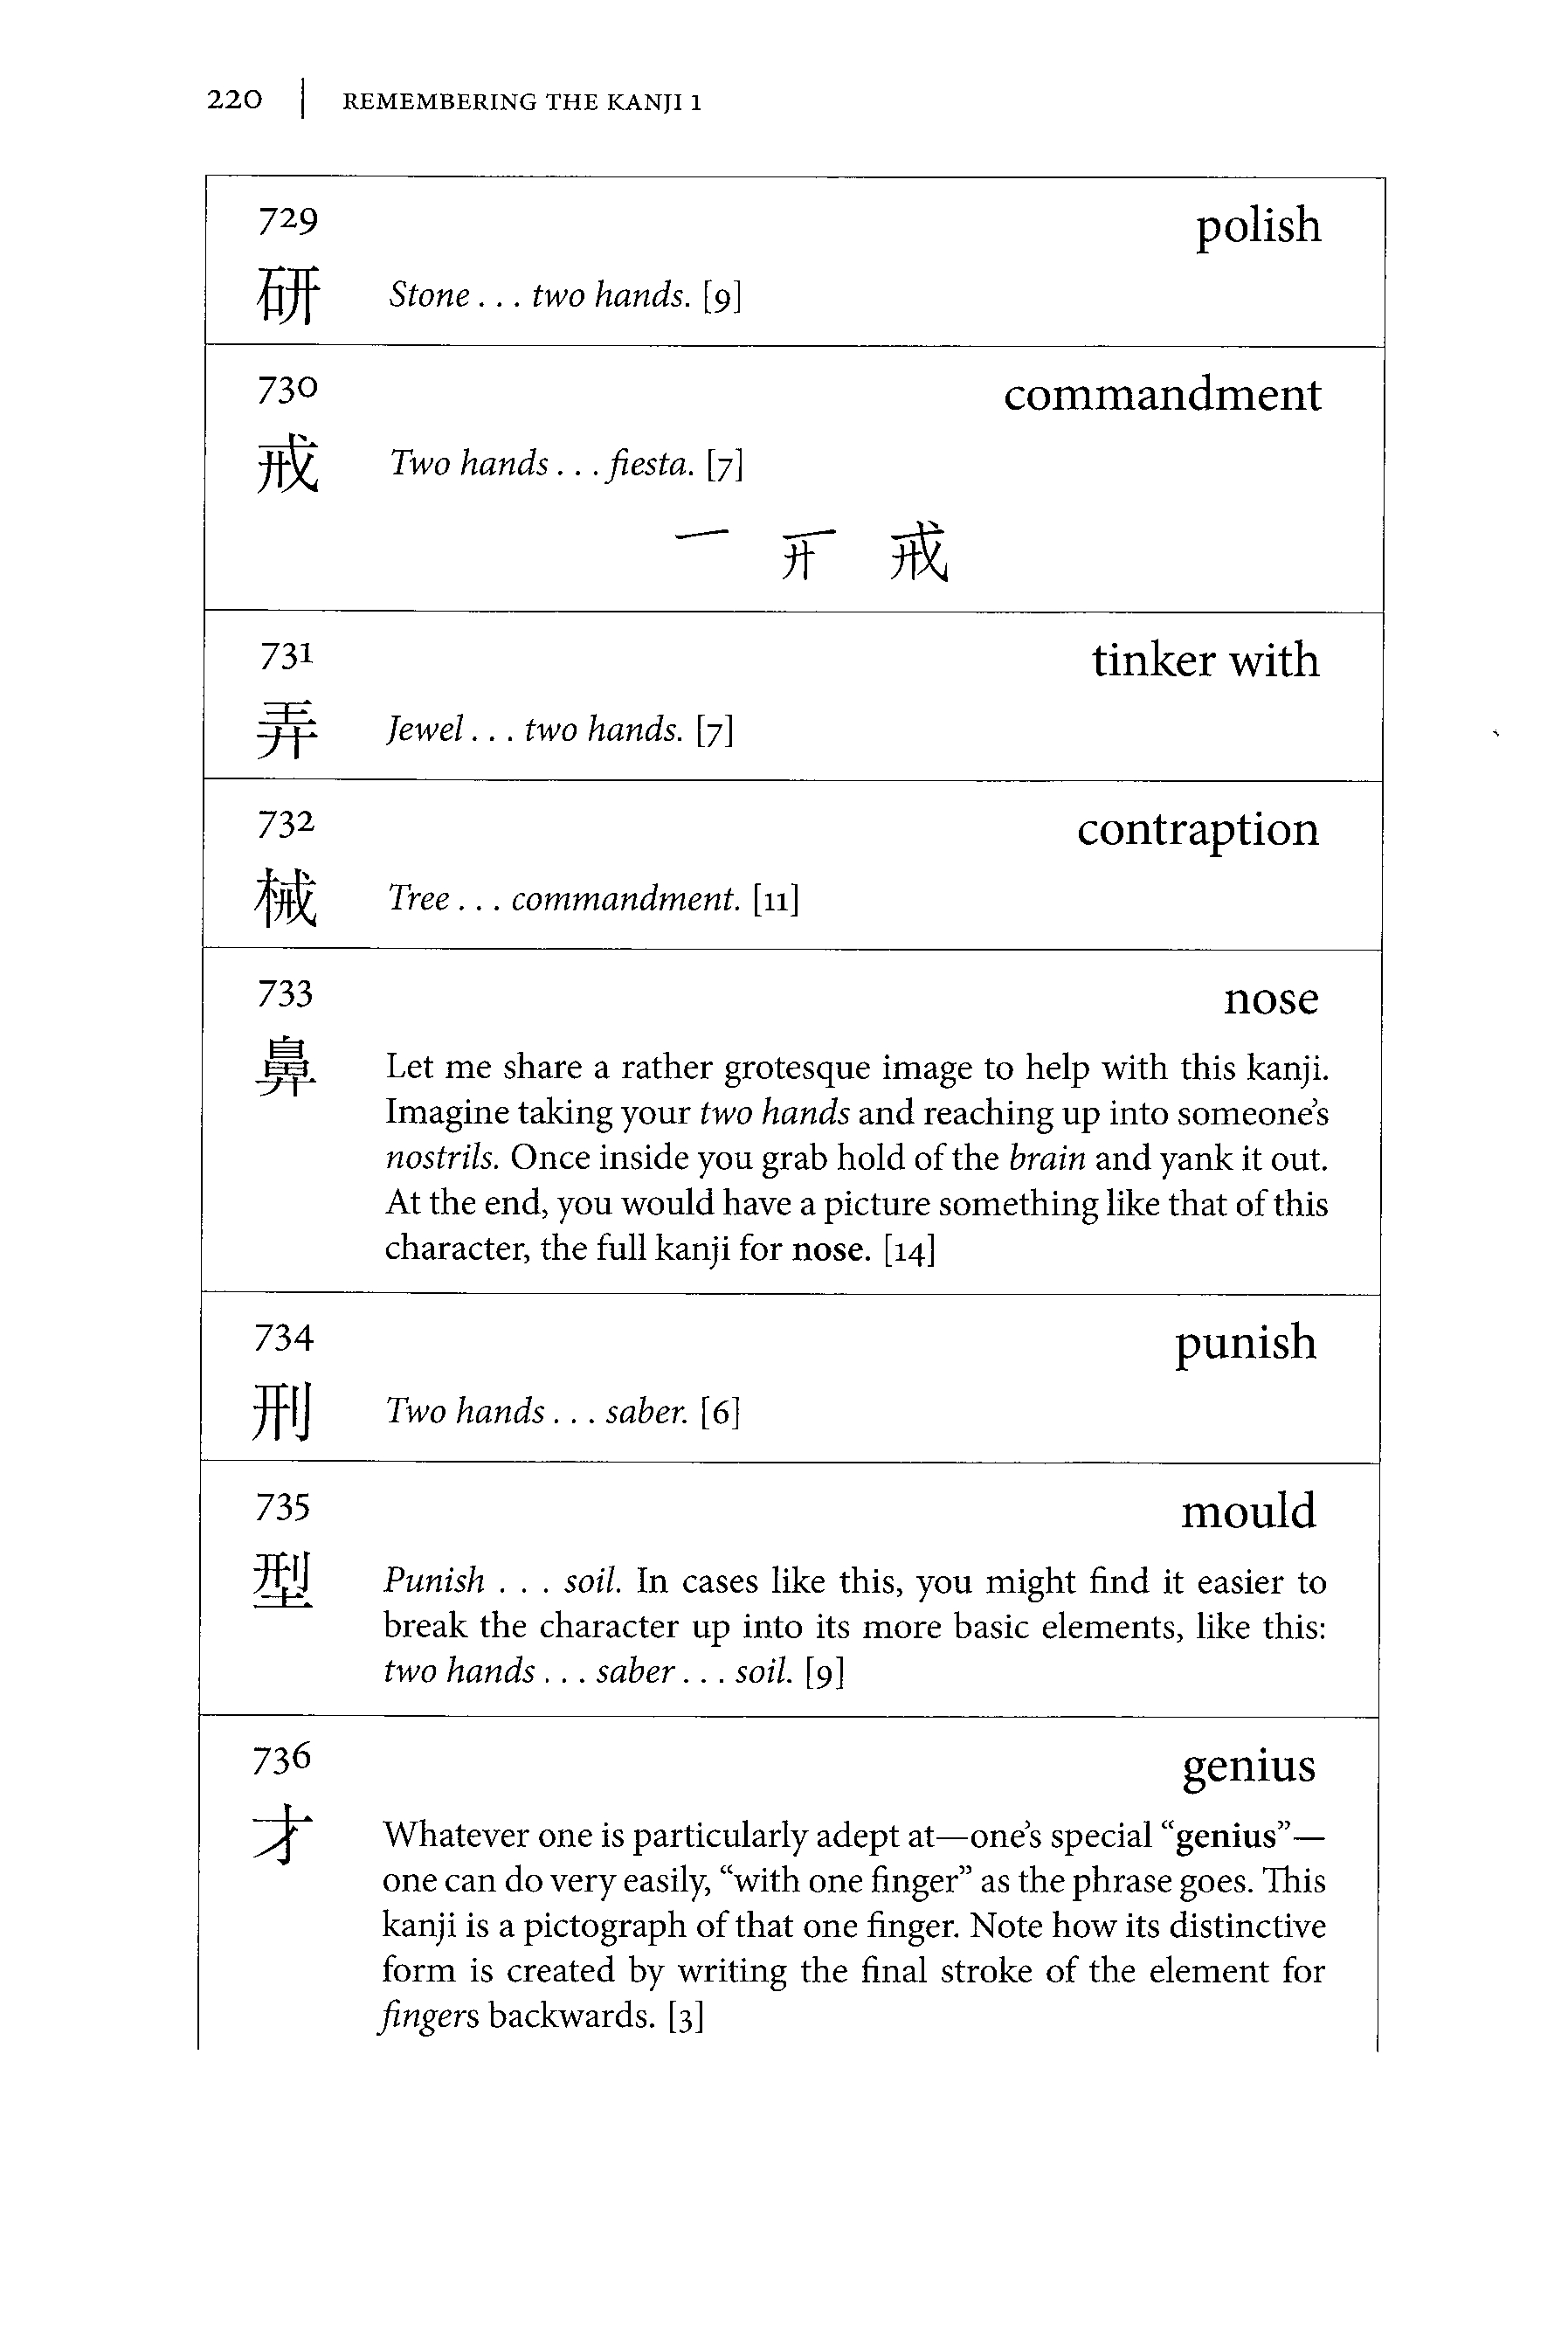 220 | REMEMBERING THE KANJI 1
729 polish
研 Stone . . . two hands. [9]
730 commandment
戒 Two hands . . . fiesta. [7]
一 开 戒
731 tinker with
弄 Jewel . . . two hands. [7]
732 contraption
械 Tree . . . commandment. [11]
733 nose
鼻 Let me share a rather grotesque image to help with this kanji.
Imagine taking your two hands and reaching up into someone's
nostrils. Once inside you grab hold of the brain and yank it out.
At the end, you would have a picture something like that of this
character, the full kanji for nose. [14]
734 punish
刑 Two hands . . . saber. [6]
735 mould
型 Punish . . . soil. In cases like this, you might find it easier to
break the character up into its more basic elements, like this:
two hands . . . saber . . . soil. [9]
736 genius
才 Whatever one is particularly adept at—one's special “genius”—
one can do very easily, “with one finger” as the phrase goes. This
kanji is a pictograph of that one finger. Note how its distinctive
form is created by writing the final stroke of the element for
fingers backwards. [3]